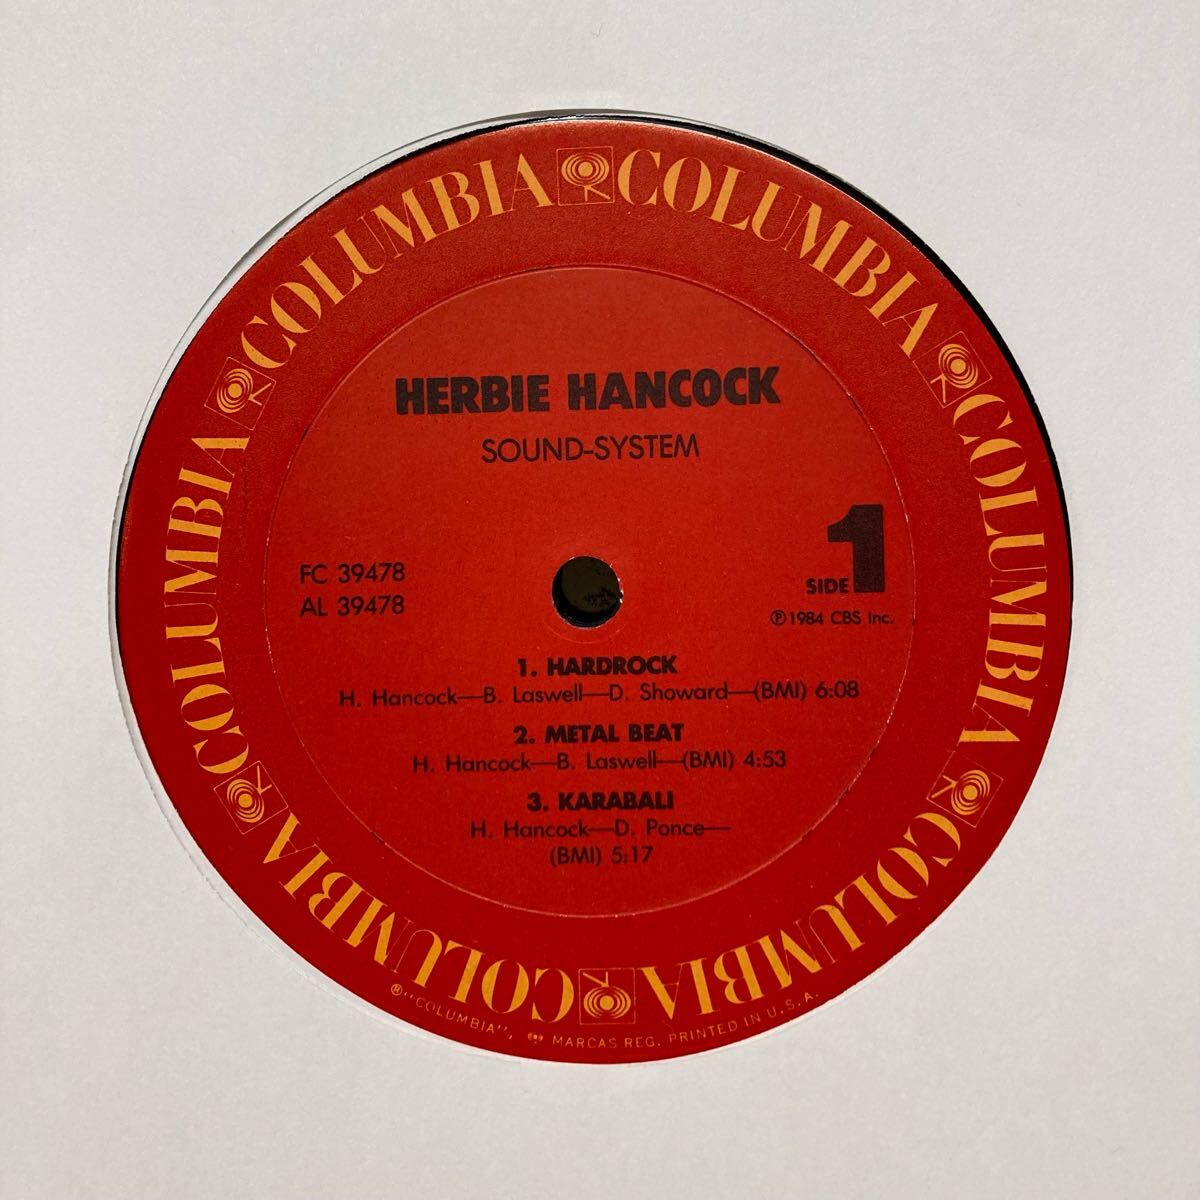 COLUMBIA COLUMBIA COLUMBIA COLUMBIA COLUMBIA COLUMBIA
HERBIE HANCOCK
SOUND-SYSTEM
FC 39478
AL 39478
SIDE 1
℗ 1984 CBS Inc.
1. HARDROCK
H. Hancock—B. Laswell—D. Showard—(BMI) 6:08
2. METAL BEAT
H. Hancock—B. Laswell—(BMI) 4:53
3. KARABALI
H. Hancock—D. Ponce—
(BMI) 5:17
® "COLUMBIA", MARCAS REG. PRINTED IN U.S.A.